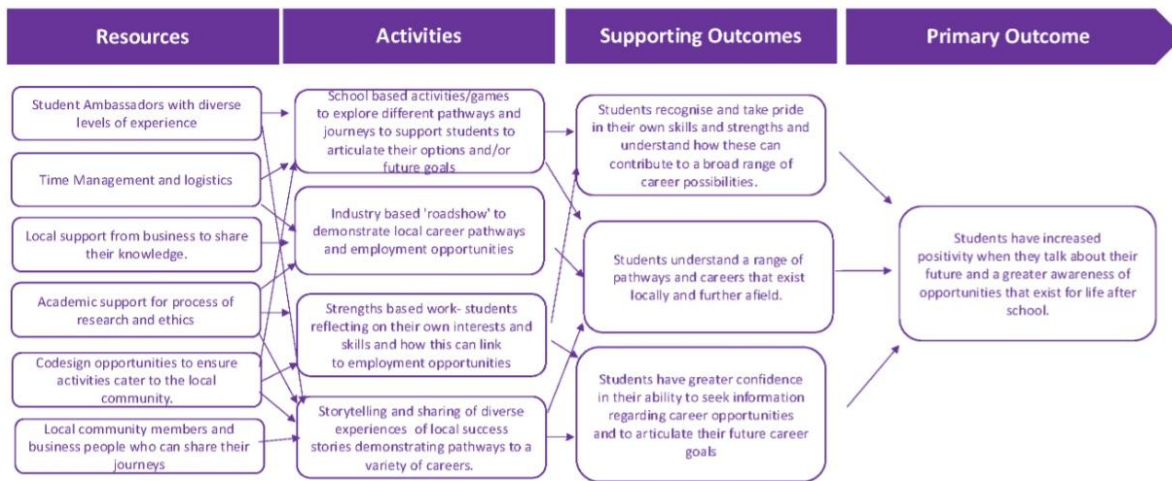 Resources
Activities
Supporting Outcomes
Primary Outcome
Student Ambassadors with diverse
levels of experience
Time Management and logistics
Local support from business to share
their knowledge.
Academic support for process of
research and ethics
Codesign opportunities to ensure
activities cater to the local
community.
Local community members and
business people who can share their
journeys
School based activities/games
to explore different pathways and
journeys to support students to
articulate their options and/or
future goals
Industry based 'roadshow' to
demonstrate local career pathways
and employment opportunities
Strengths based work- students
reflecting on their own interests and
skills and how this can link
to employment opportunities
Storytelling and sharing of diverse
experiences of local success
stories demonstrating pathways to a
variety of careers.
Students recognise and take pride
in their own skills and strengths and
understand how these can
contribute to a broad range of
career possibilities.
Students understand a range of
pathways and careers that exist
locally and further afield.
Students have greater confidence
in their ability to seek information
regarding career opportunities
and to articulate their future career
goals
Students have increased
positivity when they talk about their
future and a greater awareness of
opportunities that exist for life after
school.